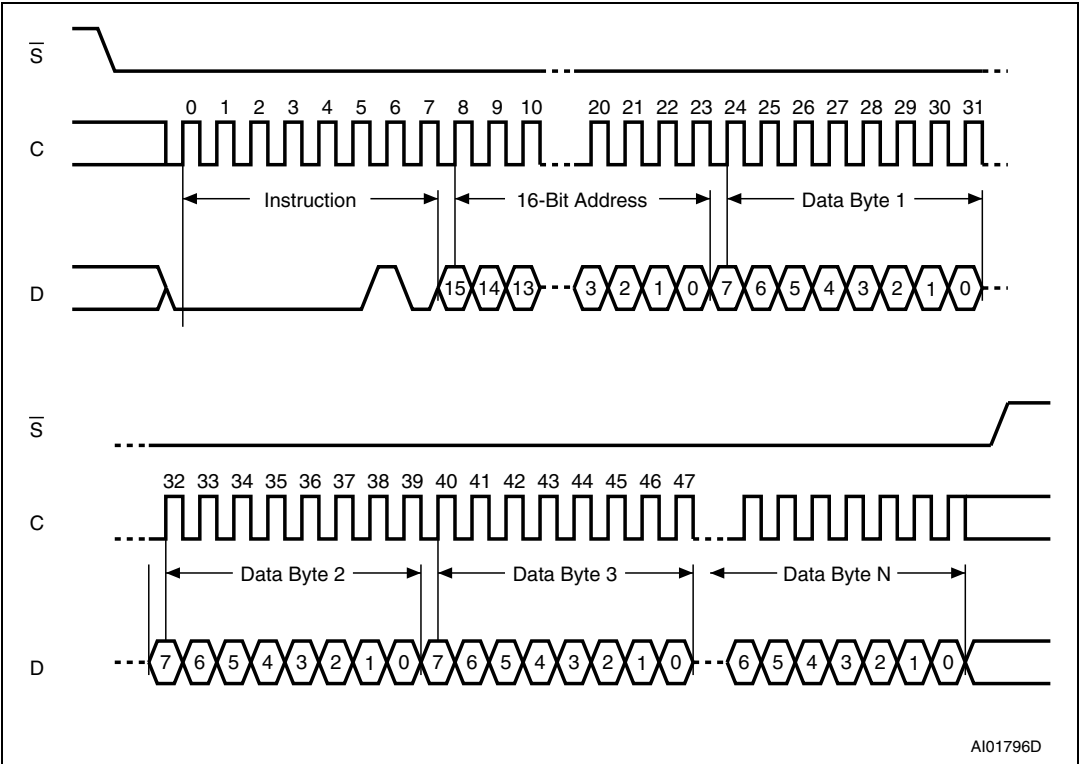 S̅
0 1 2 3 4 5 6 7 8 9 10 20 21 22 23 24 25 26 27 28 29 30 31
C
Instruction 16-Bit Address Data Byte 1
D 15 14 13 3 2 1 0 7 6 5 4 3 2 1 0
S̅
32 33 34 35 36 37 38 39 40 41 42 43 44 45 46 47
C
Data Byte 2 Data Byte 3 Data Byte N
D 7 6 5 4 3 2 1 0 7 6 5 4 3 2 1 0 6 5 4 3 2 1 0
AI01796D